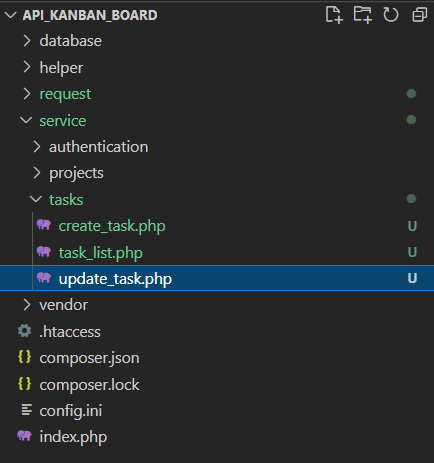 API_KANBAN_BOARD
database
helper
request
service
authentication
projects
tasks
create_task.php U
task_list.php U
update_task.php U
vendor
.htaccess
{} composer.json
{} composer.lock
config.ini
index.php